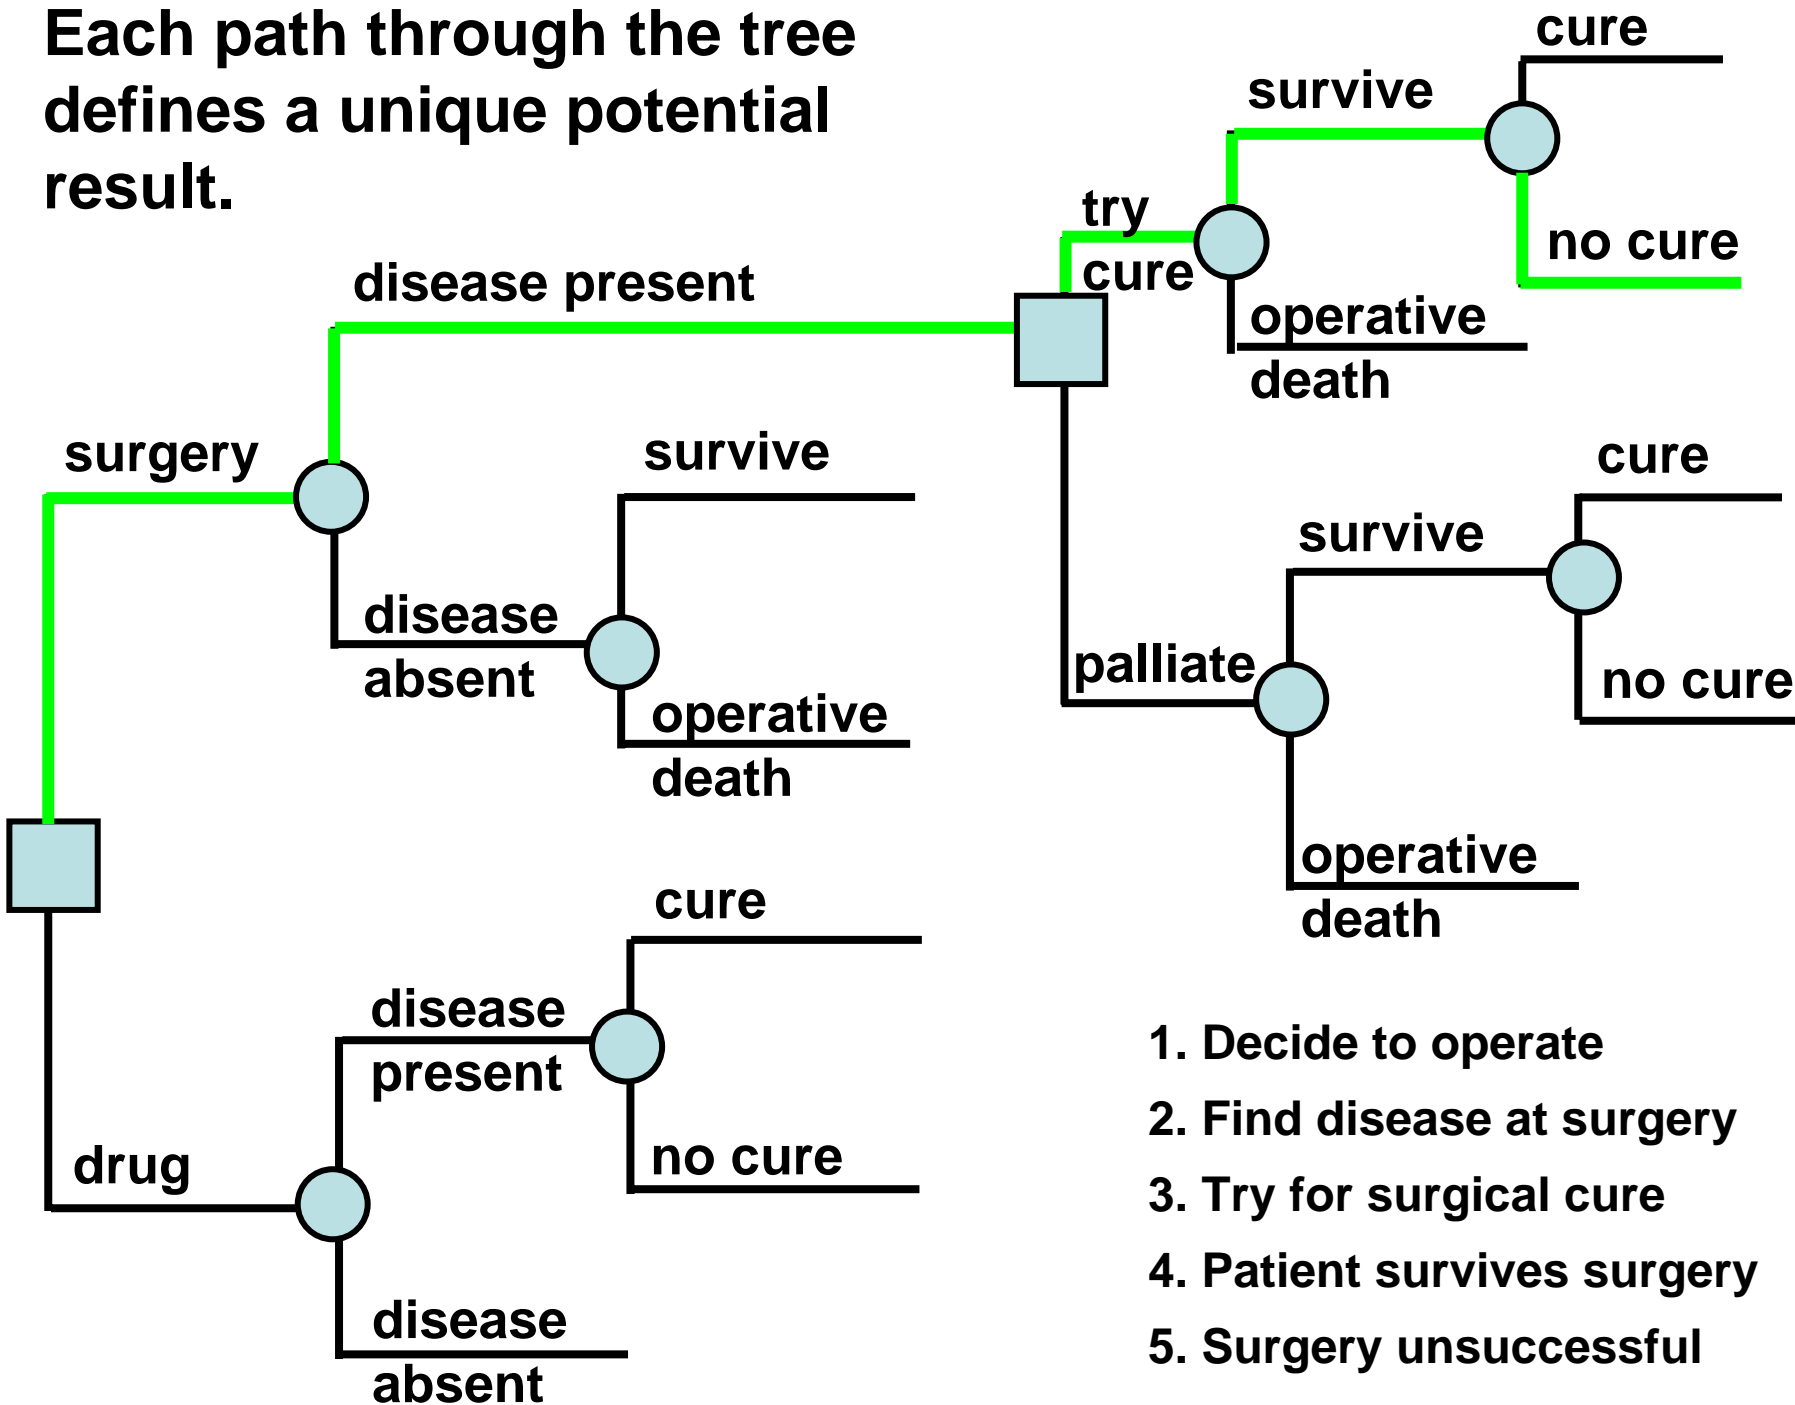 Each path through the tree
defines a unique potential
result.
cure
survive
try
cure
no cure
operative
death
disease present
surgery
survive
disease
absent
operative
death
cure
survive
palliate
no cure
operative
death
cure
disease
present
drug
no cure
disease
absent
1. Decide to operate
2. Find disease at surgery
3. Try for surgical cure
4. Patient survives surgery
5. Surgery unsuccessful